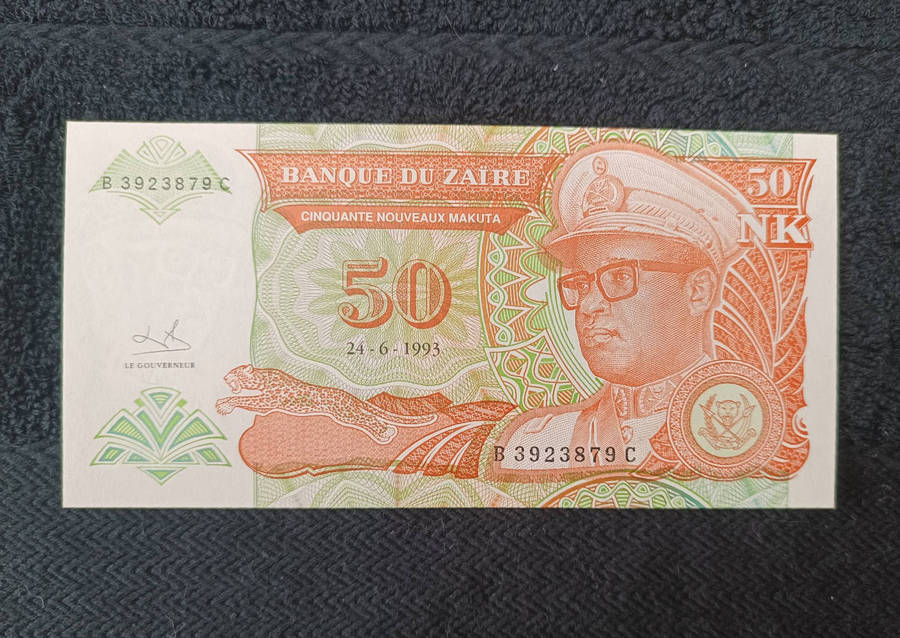 B 3923879 C
BANQUE DU ZAÏRE
CINQUANTE NOUVEAUX MAKUTA
50
NK
50
24-6-1993
LE GOUVERNEUR
B 3923879 C